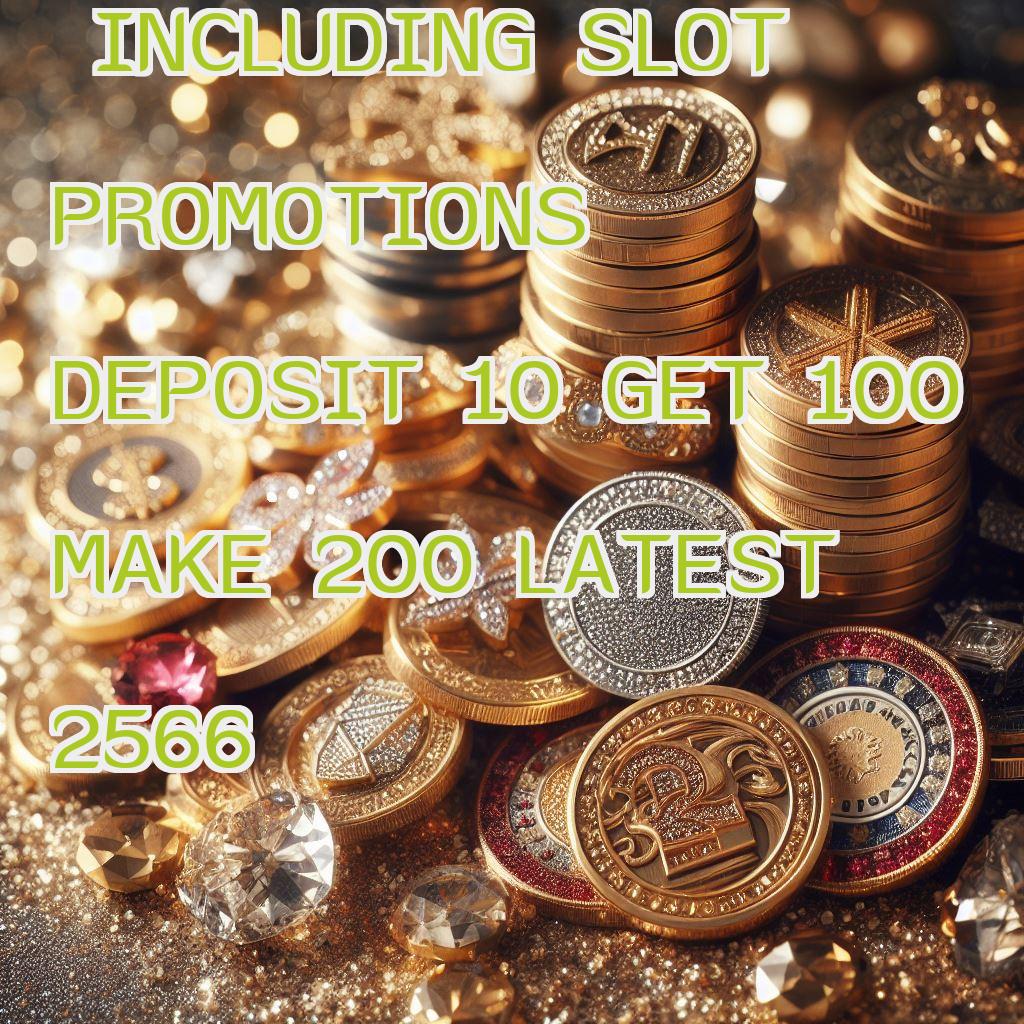 INCLUDING SLOT
PROMOTIONS
DEPOSIT 10 GET 100
MAKE 200 LATEST
2566